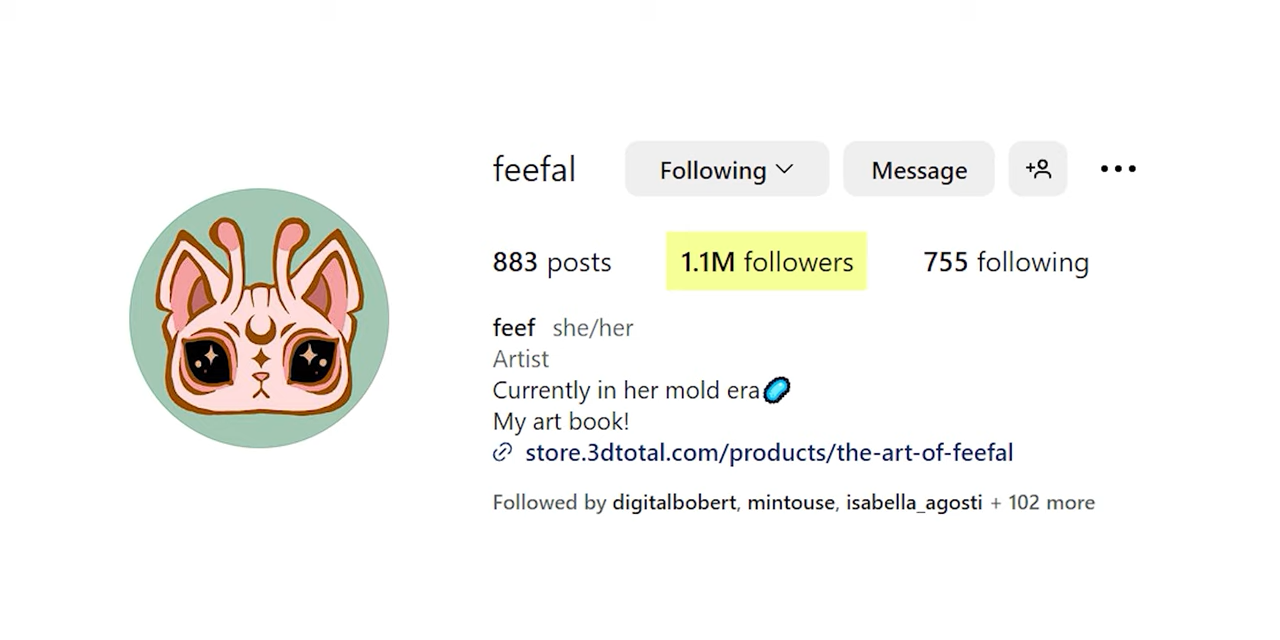 feefal Following Message
883 posts 1.1M followers 755 following
feef she/her
Artist
Currently in her mold era
My art book!
store.3dtotal.com/products/the-art-of-feefal
Followed by digitalbobert, mintouse, isabella_agosti + 102 more